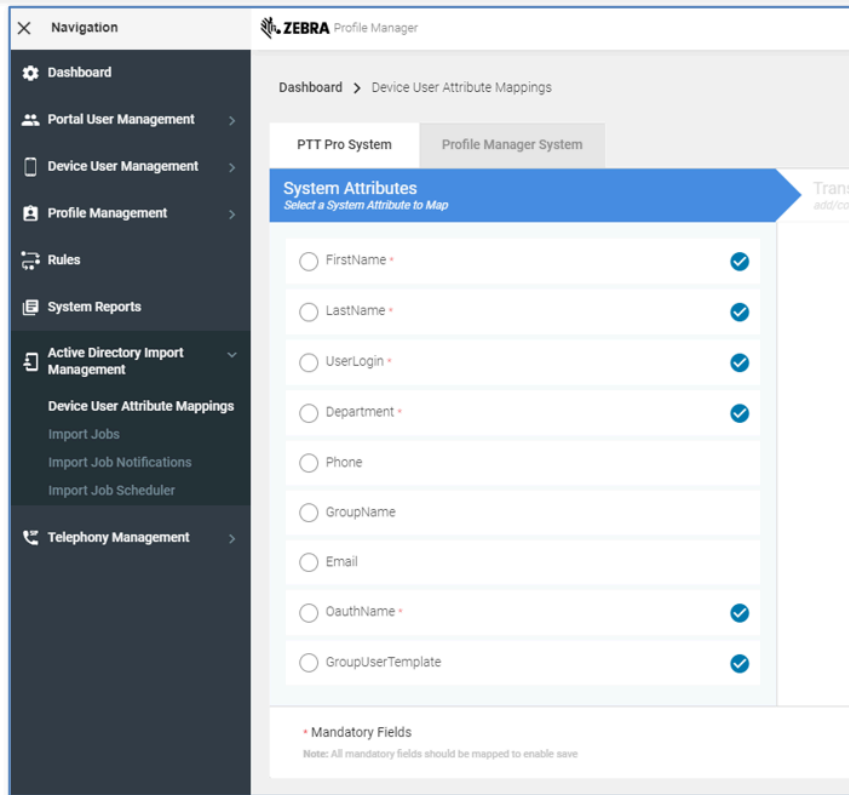 Navigation
ZEBRA Profile Manager
Dashboard
Portal User Management
Device User Management
Profile Management
Rules
System Reports
Active Directory Import
Management
Device User Attribute Mappings
Import Jobs
Import Job Notifications
Import Job Scheduler
Telephony Management
Dashboard > Device User Attribute Mappings
PTT Pro System
Profile Manager System
System Attributes
Select a System Attribute to Map
Trans
add/co
FirstName *
LastName *
UserLogin *
Department *
Phone
GroupName
Email
OauthName *
GroupUserTemplate
* Mandatory Fields
Note: All mandatory fields should be mapped to enable save